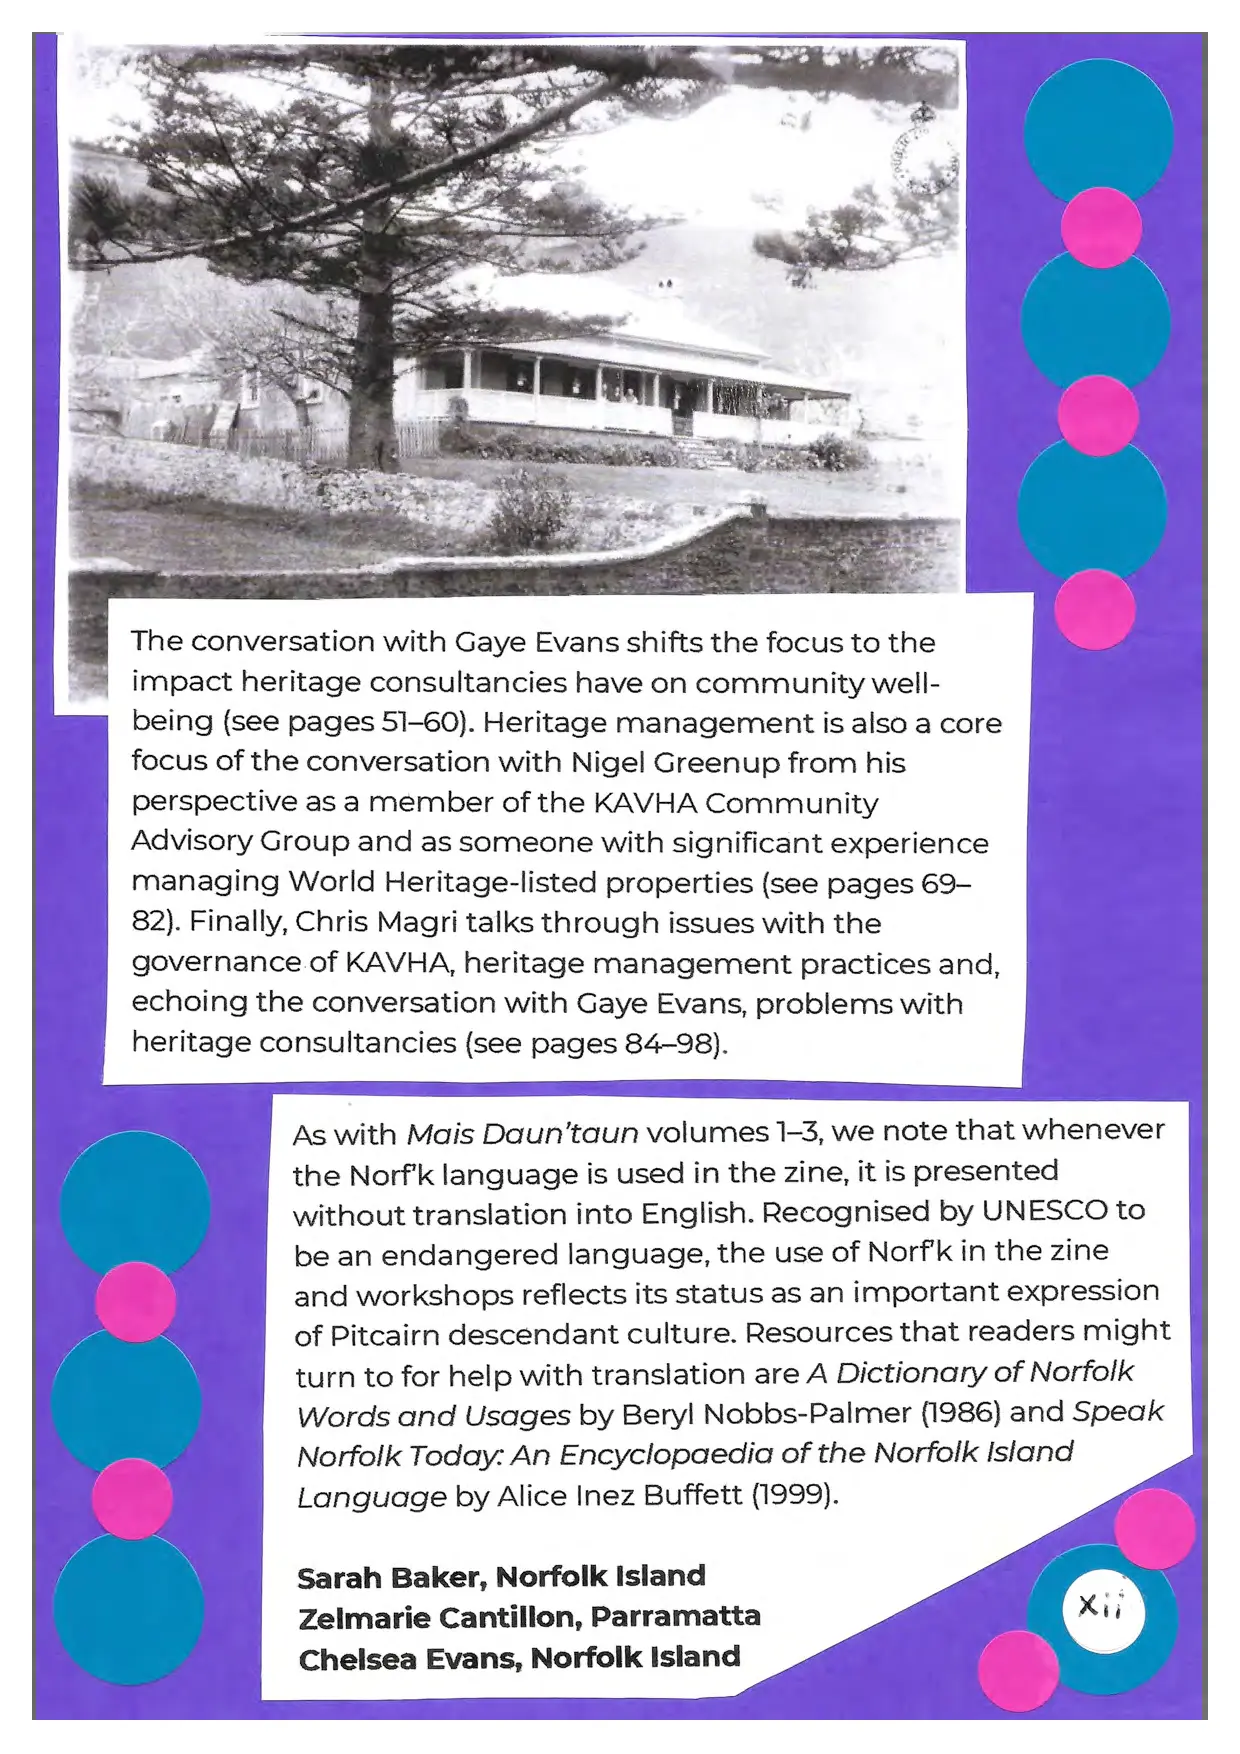 The conversation with Gaye Evans shifts the focus to the
impact heritage consultancies have on community well-
being (see pages 51–60). Heritage management is also a core
focus of the conversation with Nigel Greenup from his
perspective as a member of the KAVHA Community
Advisory Group and as someone with significant experience
managing World Heritage-listed properties (see pages 69–
82). Finally, Chris Magri talks through issues with the
governance of KAVHA, heritage management practices and,
echoing the conversation with Gaye Evans, problems with
heritage consultancies (see pages 84–98).
As with Mais Daun'taun volumes 1–3, we note that whenever
the Norf'k language is used in the zine, it is presented
without translation into English. Recognised by UNESCO to
be an endangered language, the use of Norf'k in the zine
and workshops reflects its status as an important expression
of Pitcairn descendant culture. Resources that readers might
turn to for help with translation are A Dictionary of Norfolk
Words and Usages by Beryl Nobbs-Palmer (1986) and Speak
Norfolk Today: An Encyclopaedia of the Norfolk Island
Language by Alice Inez Buffett (1999).
Sarah Baker, Norfolk Island
Zelmarie Cantillon, Parramatta
Chelsea Evans, Norfolk Island
xii